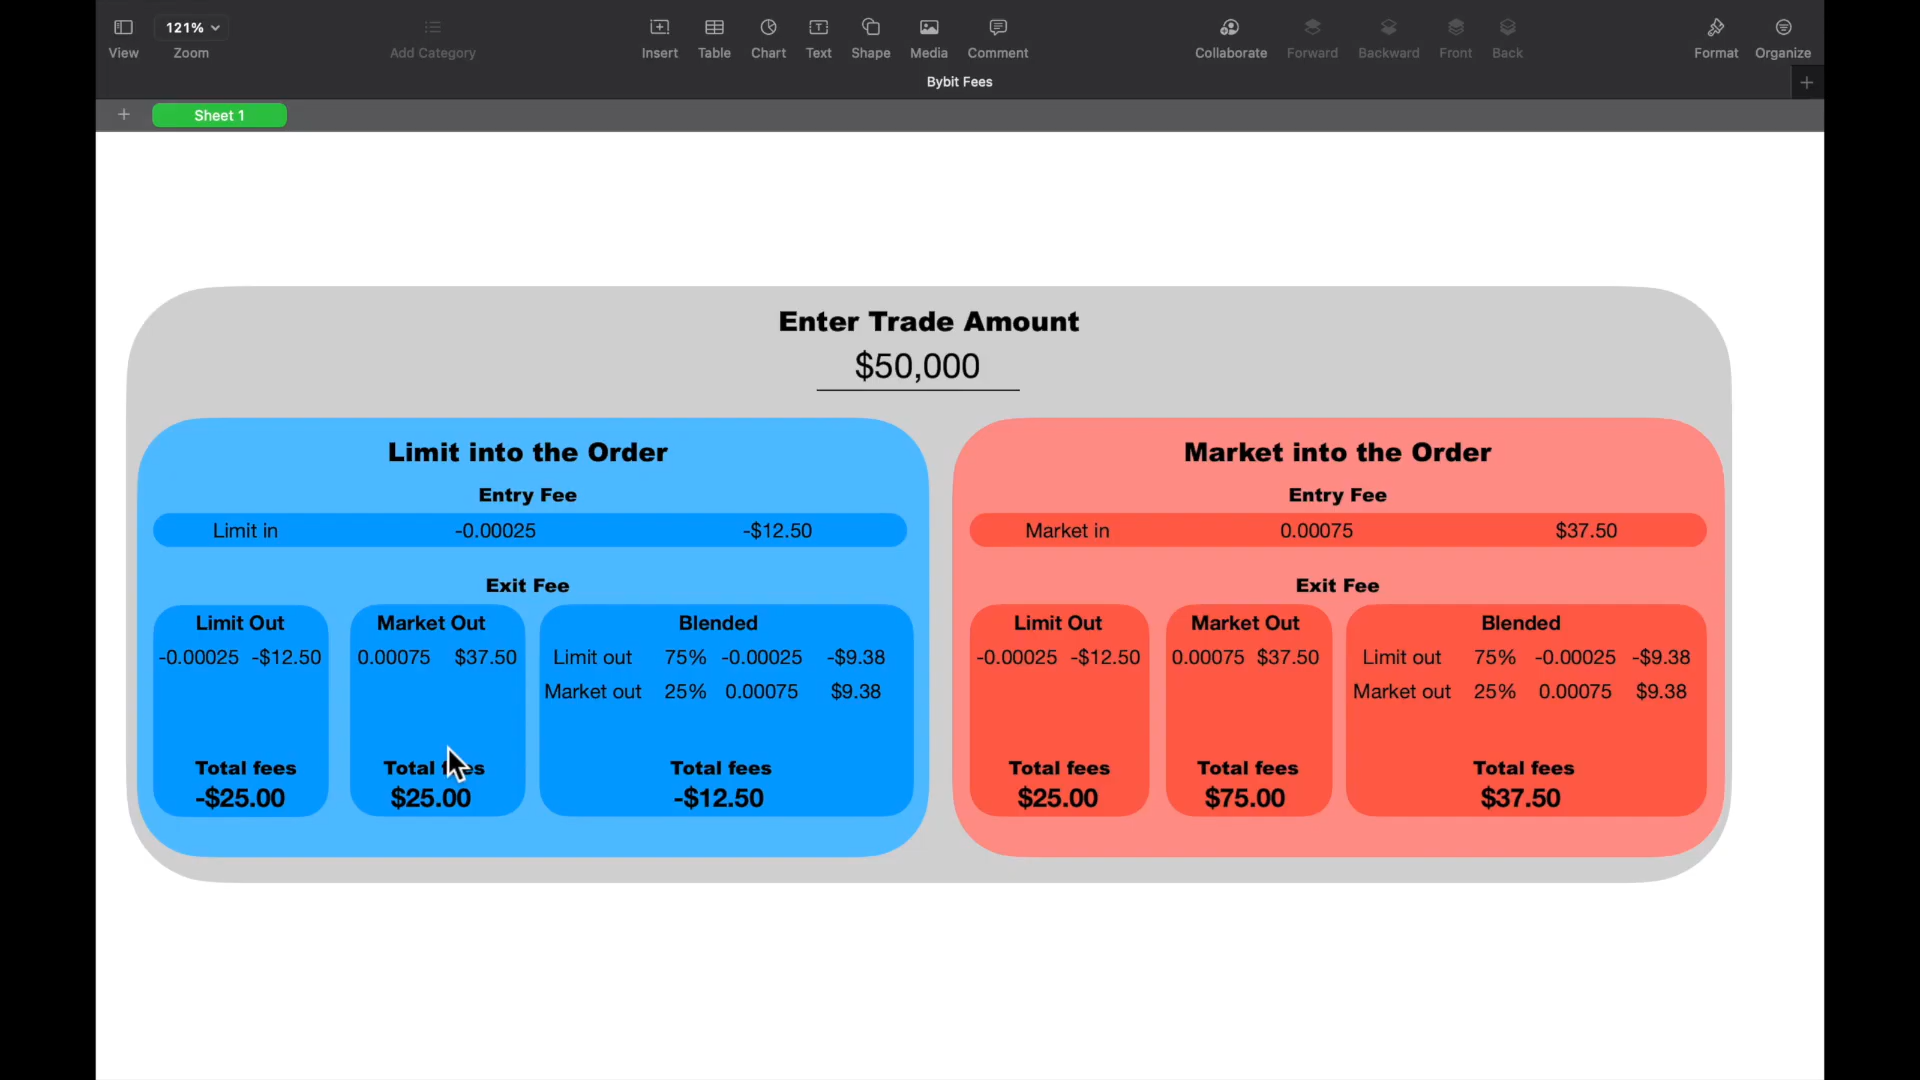 121%
View
Zoom
Add Category
Insert
Table
Chart
Text
Shape
Media
Comment
Collaborate
Forward
Backward
Front
Back
Format
Organize
Bybit Fees
Sheet 1
Enter Trade Amount
$50,000
Limit into the Order
Entry Fee
Limit in -0.00025 -$12.50
Exit Fee
Limit Out
-0.00025 -$12.50
Total fees
-$25.00
Market Out
0.00075 $37.50
Total fees
$25.00
Blended
Limit out 75% -0.00025 -$9.38
Market out 25% 0.00075 $9.38
Total fees
-$12.50
Market into the Order
Entry Fee
Market in 0.00075 $37.50
Exit Fee
Limit Out
-0.00025 -$12.50
Total fees
$25.00
Market Out
0.00075 $37.50
Total fees
$75.00
Blended
Limit out 75% -0.00025 -$9.38
Market out 25% 0.00075 $9.38
Total fees
$37.50